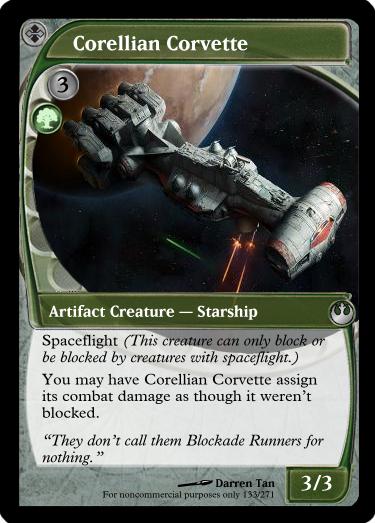 Corellian Corvette
3
Artifact Creature — Starship
Spaceflight (This creature can only block or
be blocked by creatures with spaceflight.)
You may have Corellian Corvette assign
its combat damage as though it weren't
blocked.
“They don't call them Blockade Runners for
nothing.”
Darren Tan
For noncommercial purposes only 133/271
3/3